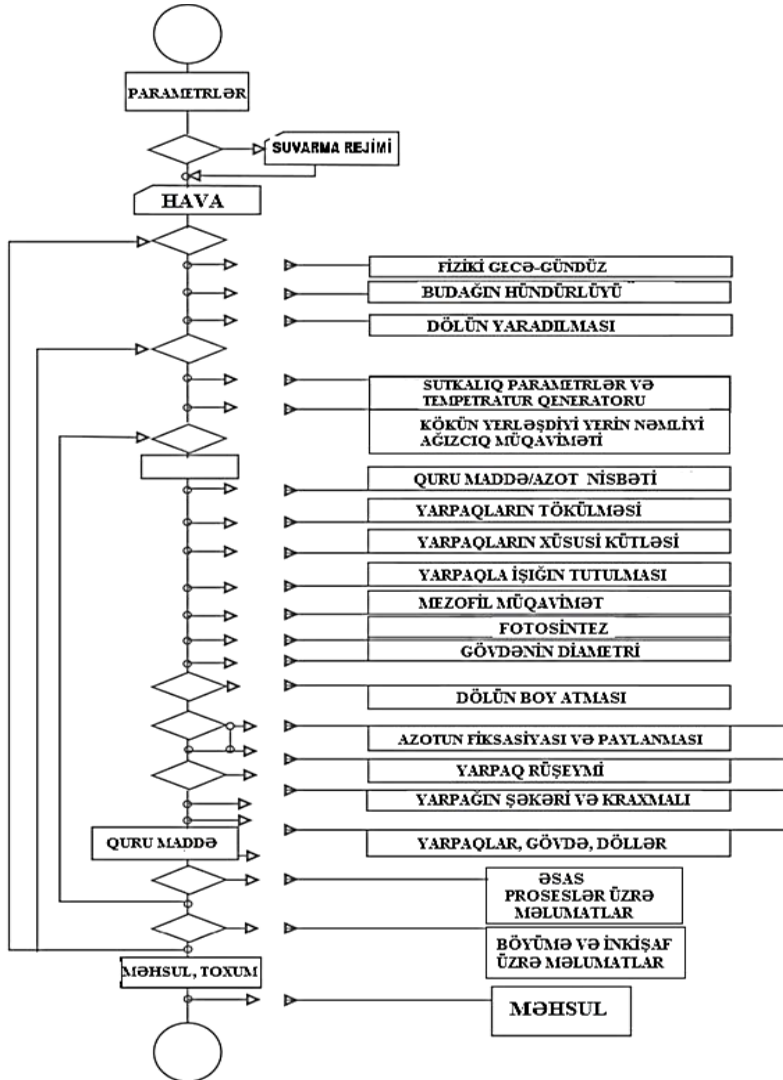 PARAMETRLƏR
SUVARMA REJİMİ
HAVA
FİZİKİ GECƏ-GÜNDÜZ
BUDAĞIN HÜNDÜRLÜYÜ
DÖLÜN YARADILMASI
SUTKALIQ PARAMETRLƏR VƏ
TEMPETRATUR QENERATORU
KÖKÜN YERLƏŞDİYİ YERİN NƏMLİYİ
AĞIZCIQ MÜQAVİMƏTİ
QURU MADDƏ/AZOT NİSBƏTİ
YARPAQLARIN TÖKÜLMƏSİ
YARPAQLARIN XÜSUSİ KÜTLƏSİ
YARPAQLA İŞIĞIN TUTULMASI
MEZOFİL MÜQAVİMƏT
FOTOSİNTEZ
GÖVDƏNİN DİAMETRİ
DÖLÜN BOY ATMASI
AZOTUN FİKSASİYASI VƏ PAYLANMASI
YARPAQ RÜŞEYMİ
YARPAĞIN ŞƏKƏRİ VƏ KRAXMALI
QURU MADDƏ
YARPAQLAR, GÖVDƏ, DÖLLƏR
ƏSAS
PROSESLƏR ÜZRƏ
MƏLUMATLAR
BÖYÜMƏ VƏ İNKİŞAF
ÜZRƏ MƏLUMATLAR
MƏHSUL, TOXUM
MƏHSUL